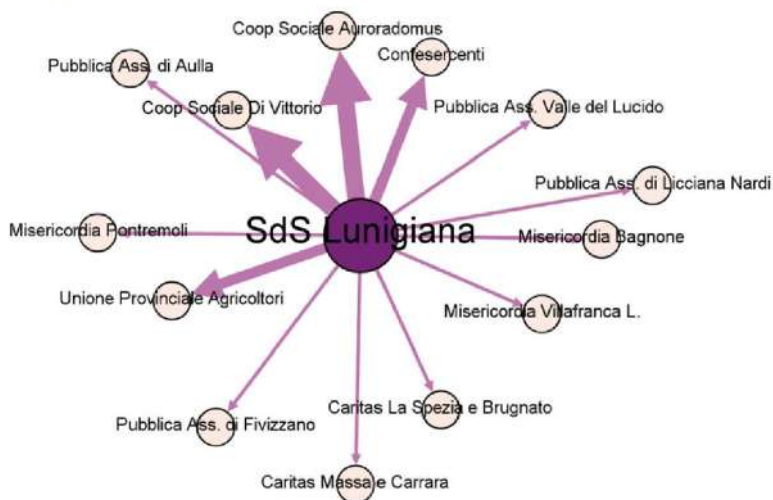 Coop Sociale Auroradomus
Confesercenti
Pubblica Ass. di Aulla
Coop Sociale Di Vittorio
Pubblica Ass. Valle del Lucido
Pubblica Ass. di Licciana Nardi
Misericordia Pontremoli
SdS Lunigiana
Misericordia Bagnone
Unione Provinciale Agricoltori
Misericordia Villafranca L.
Caritas La Spezia e Brugnato
Pubblica Ass. di Fivizzano
Caritas Massa e Carrara